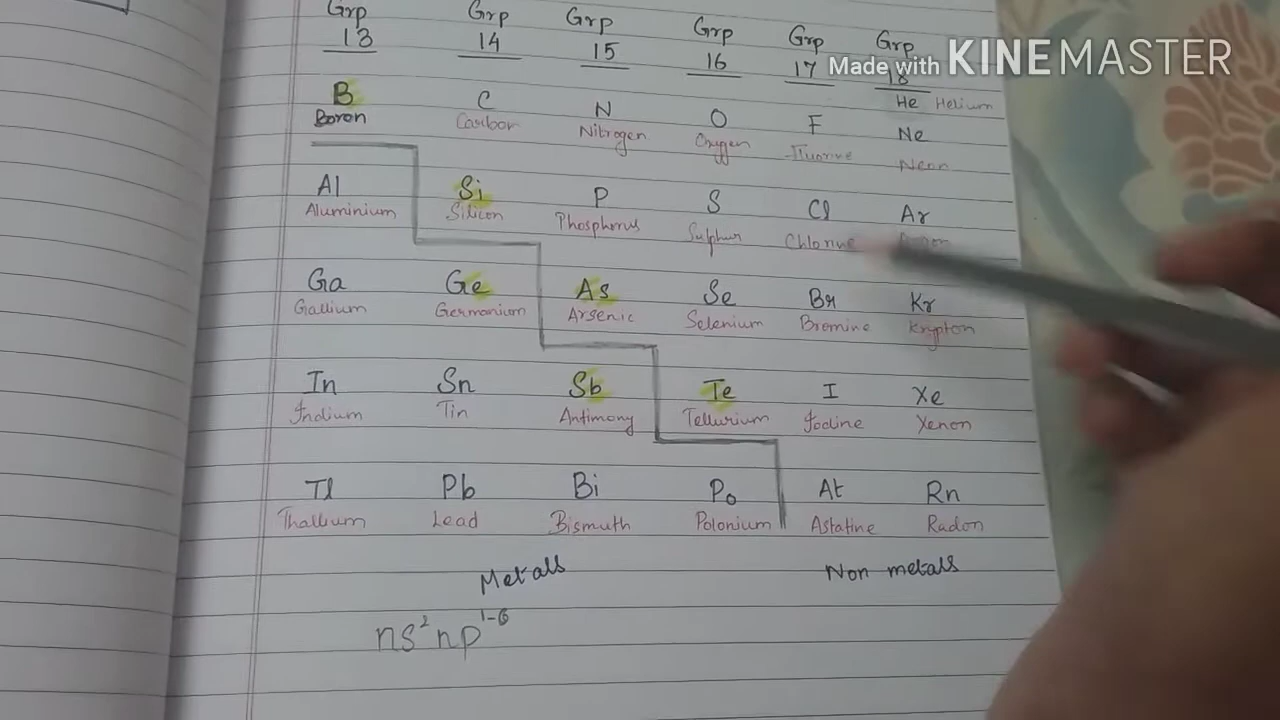 Grp Grp Grp Grp Grp Grp
13 14 15 16 17 18
Made with KINEMASTER
B C N O F He Helium
Boron Carbon Nitrogen Oxygen Fluorine Ne
Neon
Al Si P S Cl Ar
Aluminium Silicon Phosphorus Sulphur Chlorine
Ga Ge As Se Br Kr
Gallium Germanium Arsenic Selenium Bromine Krypton
In Sn Sb Te I Xe
Indium Tin Antimony Tellurium Iodine Xenon
Tl Pb Bi Po At Rn
Thallium Lead Bismuth Polonium Astatine Radon
Metals Non metals
ns² np¹⁻⁶